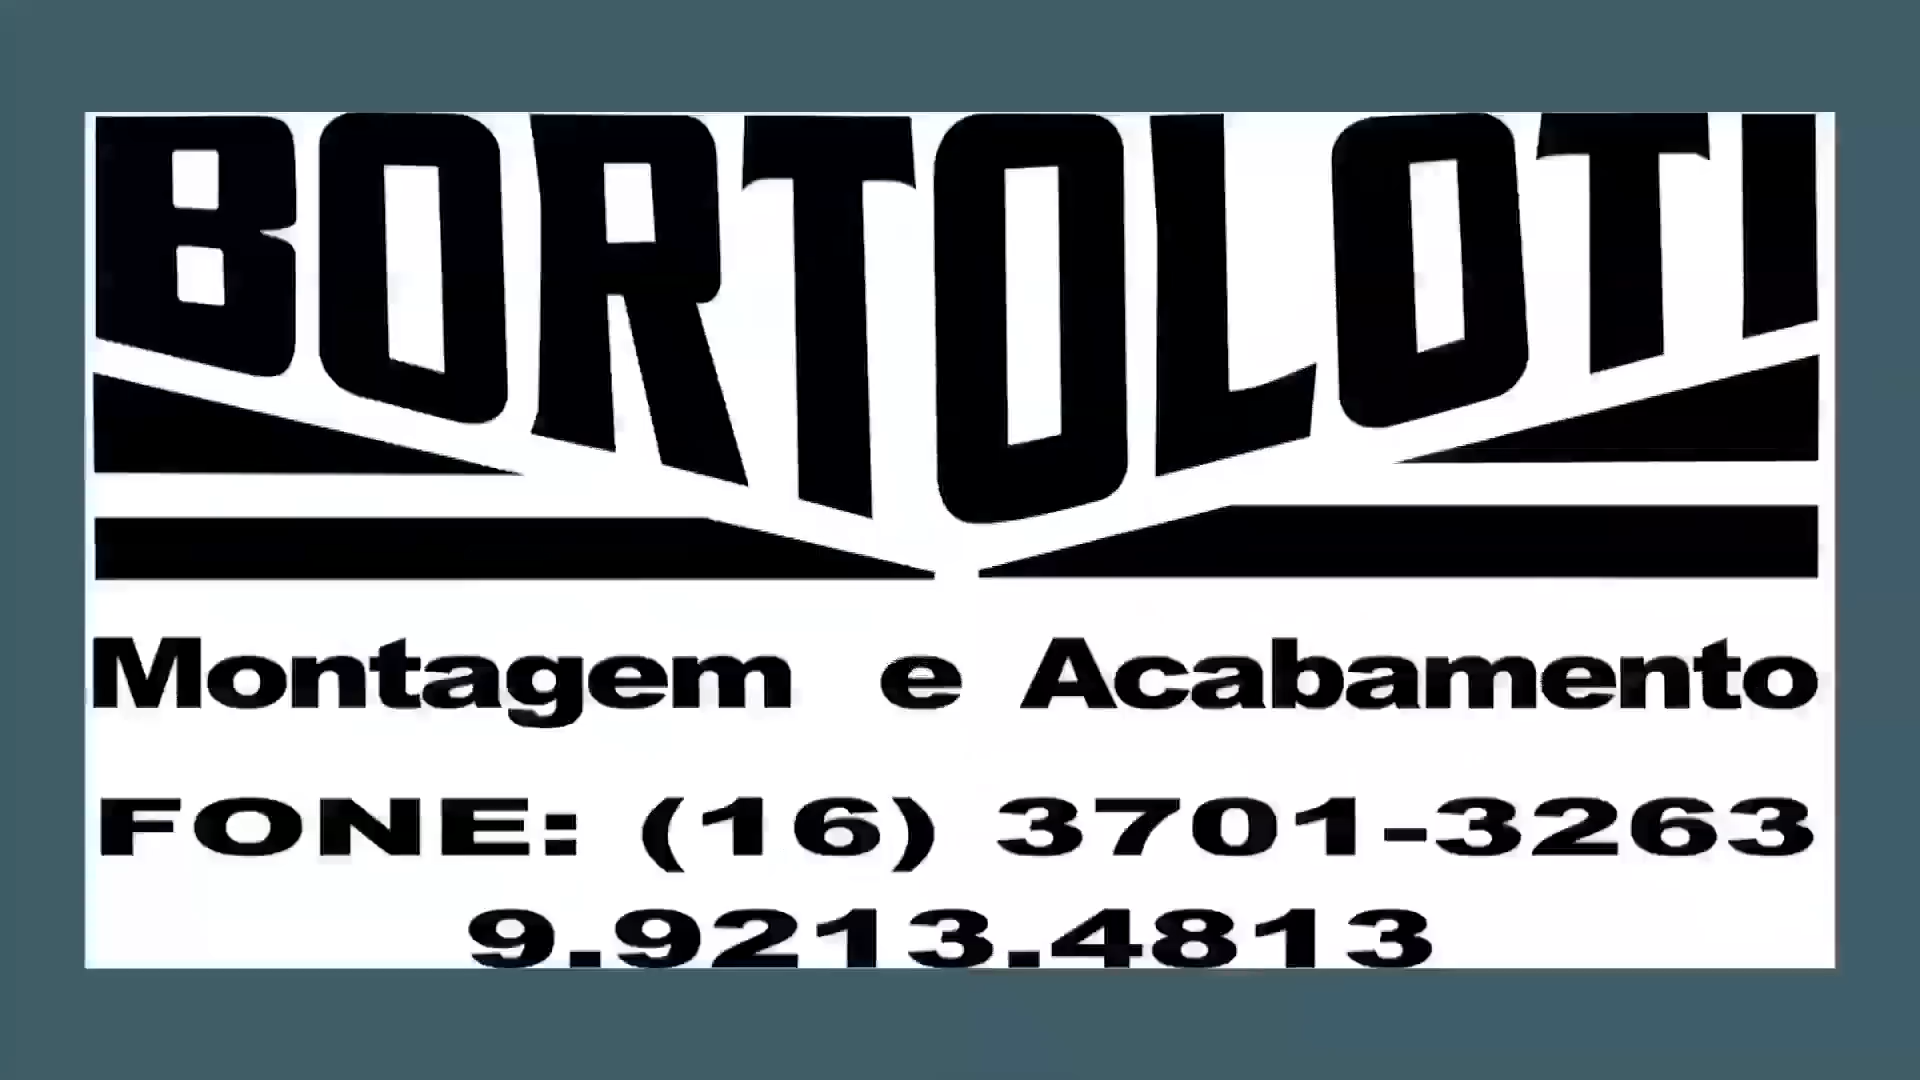 BORTOLOTI
Montagem e Acabamento
FONE: (16) 3701-3263
9.9213.4813